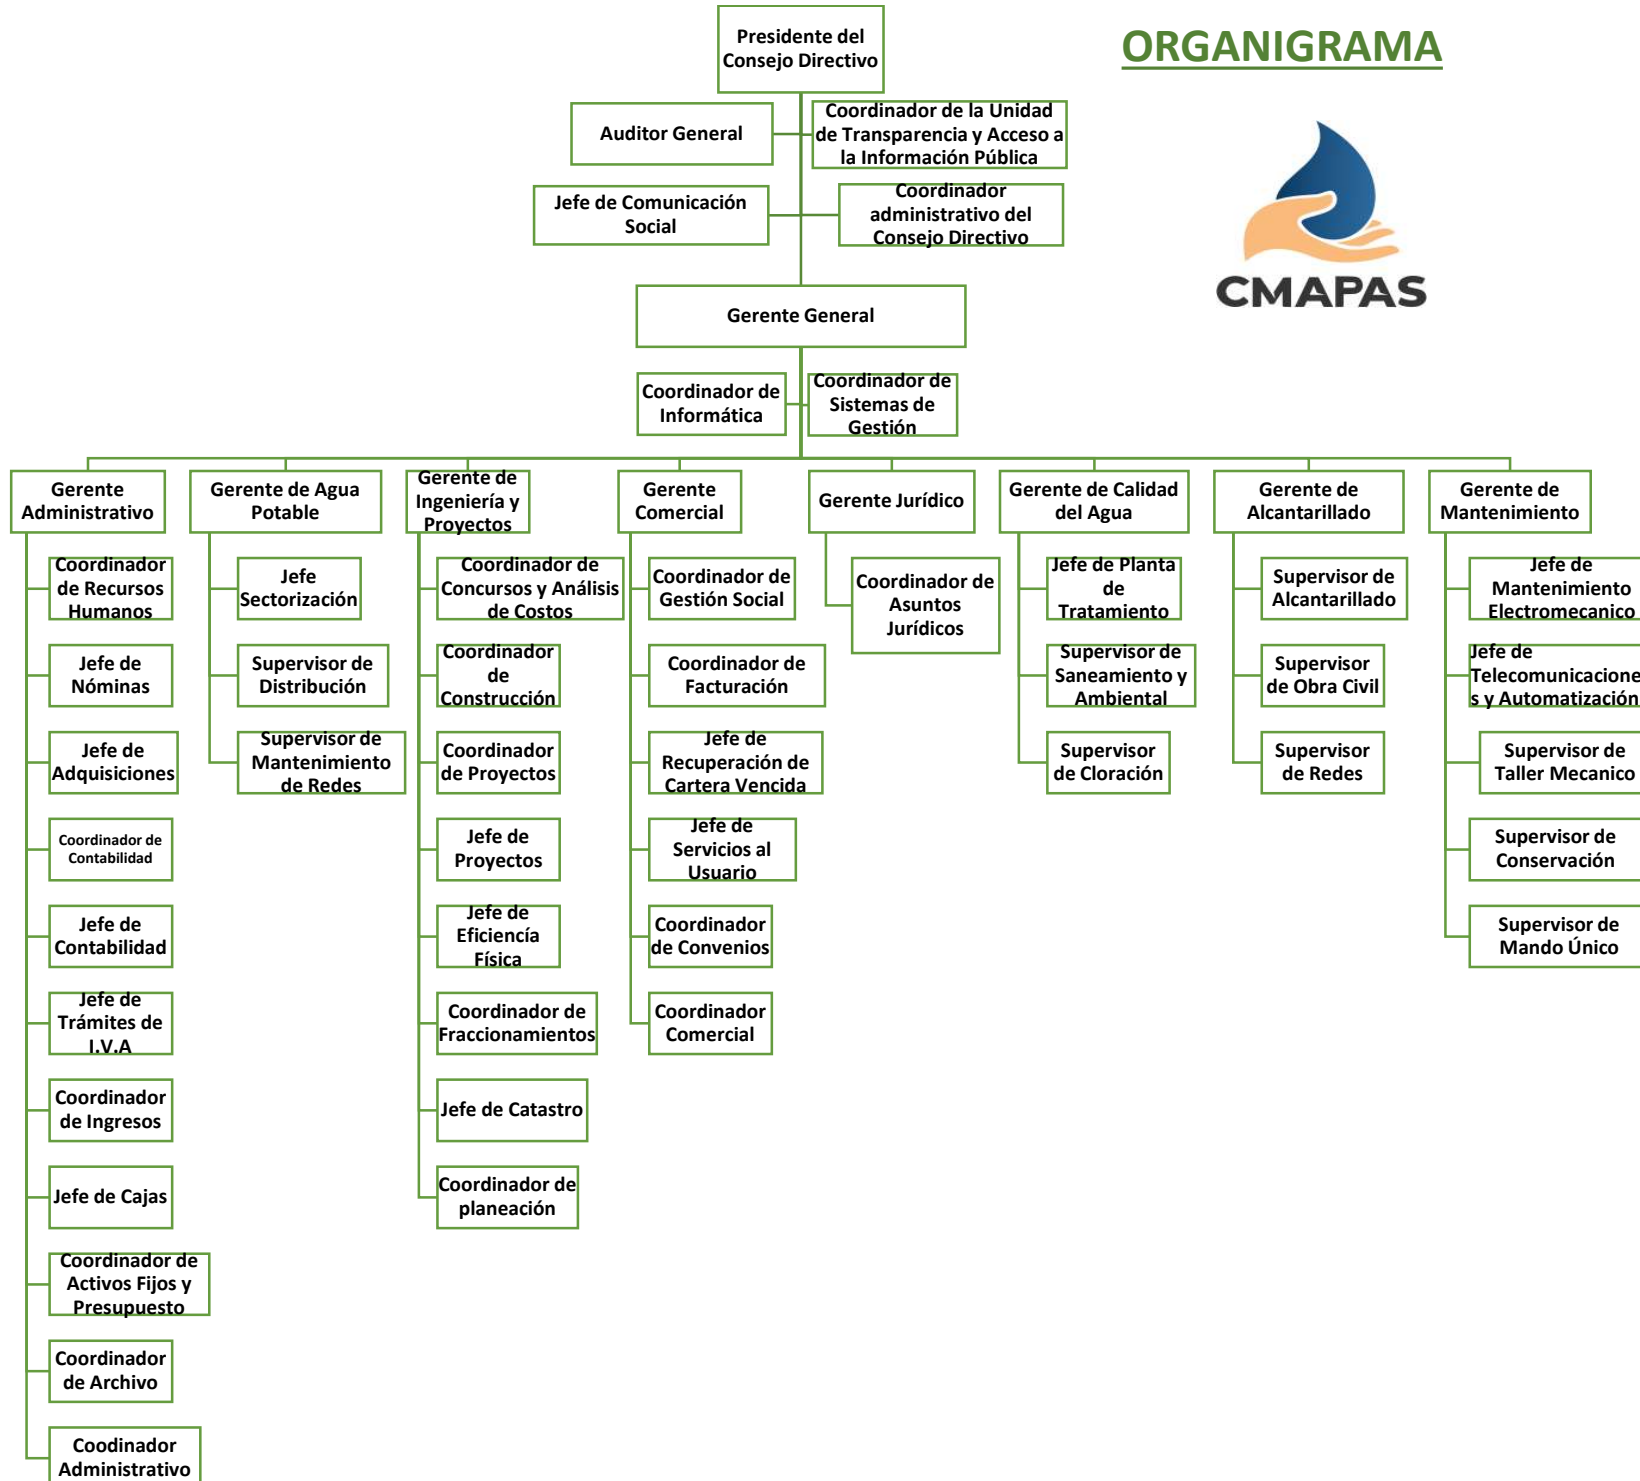 ORGANIGRAMA
CMAPAS
Presidente del
Consejo Directivo
Auditor General
Coordinador de la Unidad
de Transparencia y Acceso a
la Información Pública
Jefe de Comunicación
Social
Coordinador
administrativo del
Consejo Directivo
Gerente General
Coordinador de
Informática
Coordinador de
Sistemas de
Gestión
Gerente
Administrativo
Coordinador
de Recursos
Humanos
Jefe de
Nóminas
Jefe de
Adquisiciones
Coordinador de
Contabilidad
Jefe de
Contabilidad
Jefe de
Trámites de
I.V.A
Coordinador
de Ingresos
Jefe de Cajas
Coordinador de
Activos Fijos y
Presupuesto
Coordinador
de Archivo
Coodinador
Administrativo
Gerente de Agua
Potable
Jefe
Sectorización
Supervisor de
Distribución
Supervisor de
Mantenimiento
de Redes
Gerente de
Ingeniería y
Proyectos
Coordinador de
Concursos y Análisis
de Costos
Coordinador
de
Construcción
Coordinador
de Proyectos
Jefe de
Proyectos
Jefe de
Eficiencía
Física
Coordinador de
Fraccionamientos
Jefe de Catastro
Coordinador de
planeación
Gerente
Comercial
Coordinador de
Gestión Social
Coordinador de
Facturación
Jefe de
Recuperación de
Cartera Vencida
Jefe de
Servicios al
Usuario
Coordinador
de Convenios
Coordinador
Comercial
Gerente Jurídico
Coordinador de
Asuntos
Jurídicos
Gerente de Calidad
del Agua
Jefe de Planta
de
Tratamiento
Supervisor de
Saneamiento y
Ambiental
Supervisor
de Cloración
Gerente de
Alcantarillado
Supervisor de
Alcantarillado
Supervisor
de Obra Civil
Supervisor
de Redes
Gerente de
Mantenimiento
Jefe de
Mantenimiento
Electromecanico
Jefe de
Telecomunicacione
s y Automatización
Supervisor de
Taller Mecanico
Supervisor de
Conservación
Supervisor de
Mando Único